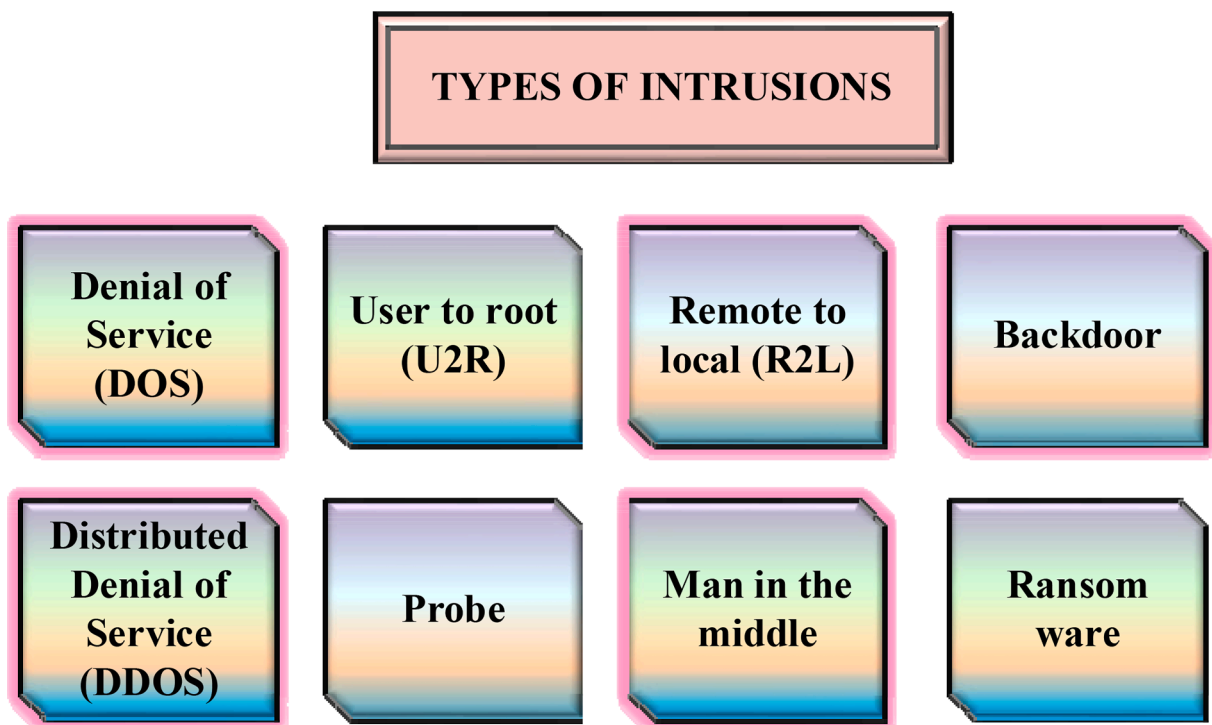 TYPES OF INTRUSIONS
Denial of
Service
(DOS)
User to root
(U2R)
Remote to
local (R2L)
Backdoor
Distributed
Denial of
Service
(DDOS)
Probe
Man in the
middle
Ransom
ware